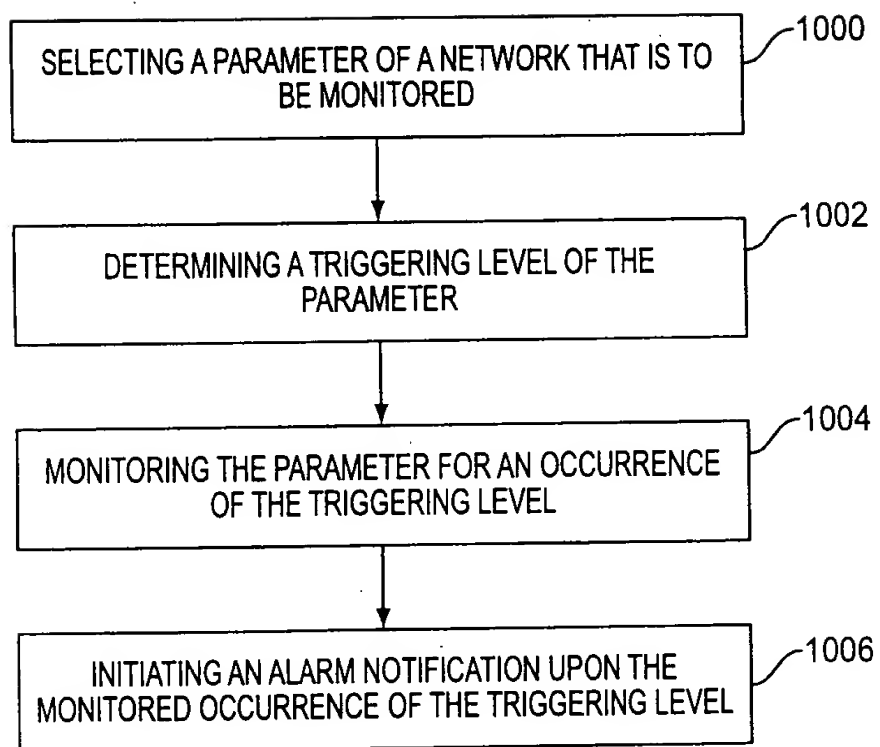 1000
SELECTING A PARAMETER OF A NETWORK THAT IS TO
BE MONITORED
1002
DETERMINING A TRIGGERING LEVEL OF THE
PARAMETER
1004
MONITORING THE PARAMETER FOR AN OCCURRENCE
OF THE TRIGGERING LEVEL
1006
INITIATING AN ALARM NOTIFICATION UPON THE
MONITORED OCCURRENCE OF THE TRIGGERING LEVEL